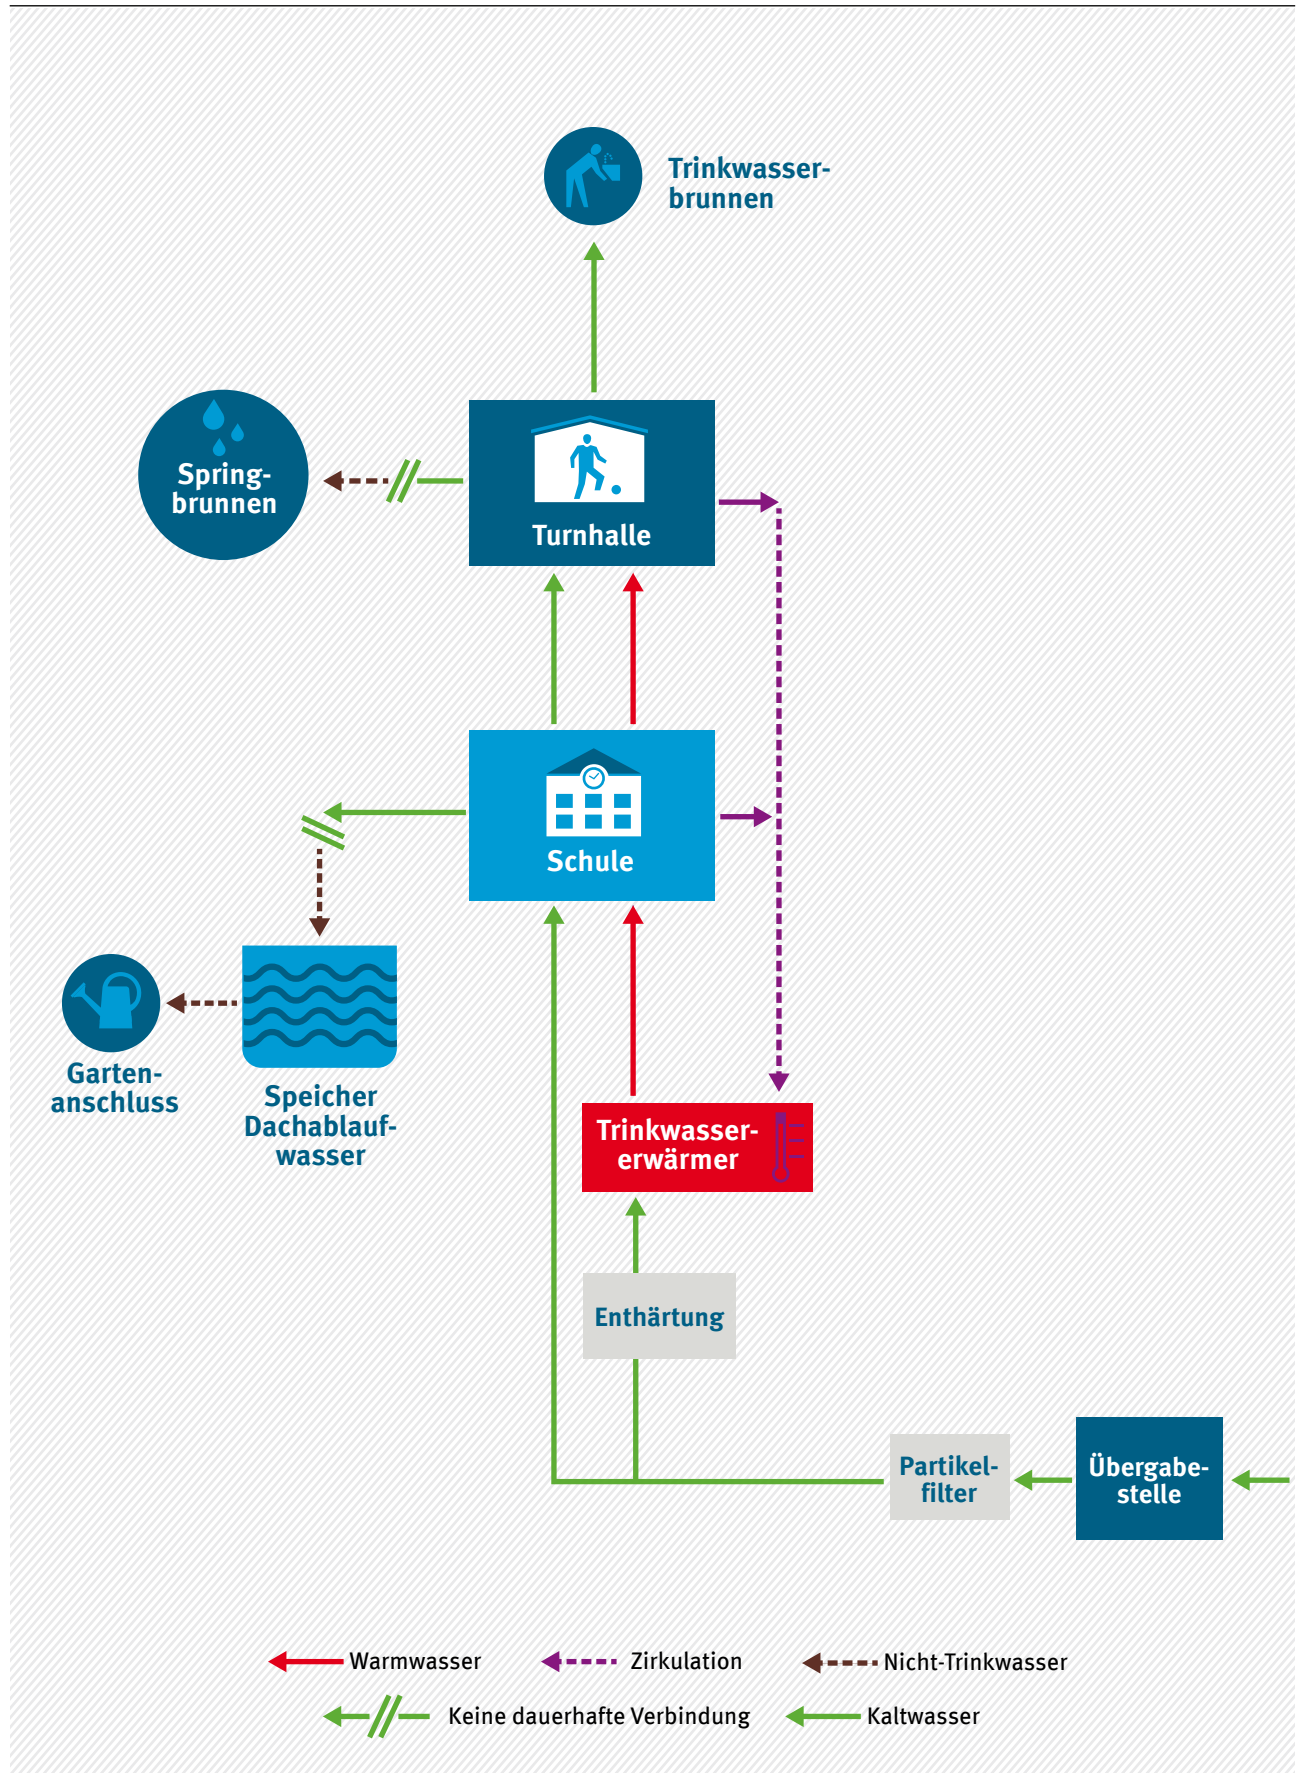 Trinkwasser-
brunnen
Spring-
brunnen
Turnhalle
Schule
Garten-
anschluss
Speicher
Dachablauf-
wasser
Trinkwasser-
erwärmer
Enthärtung
Partikel-
filter
Übergabe-
stelle
Warmwasser
Zirkulation
Nicht-Trinkwasser
Keine dauerhafte Verbindung
Kaltwasser